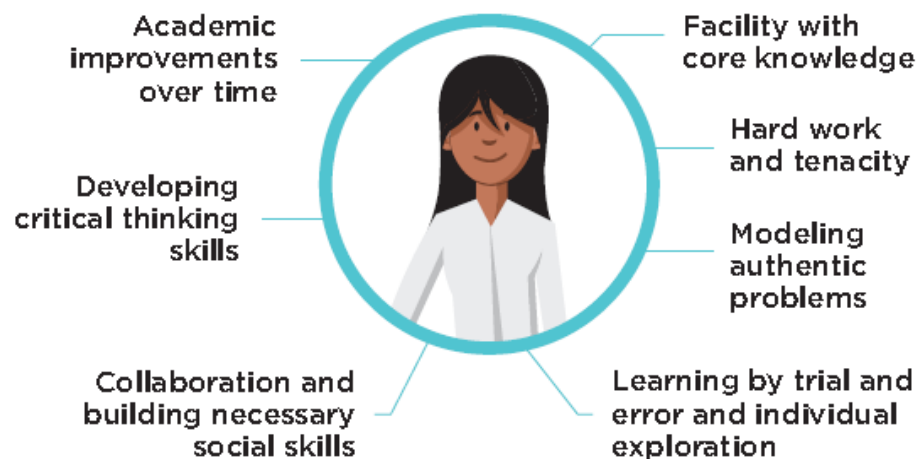 Academic
improvements
over time
Facility with
core knowledge
Hard work
and tenacity
Developing
critical thinking
skills
Modeling
authentic
problems
Collaboration and
building necessary
social skills
Learning by trial and
error and individual
exploration